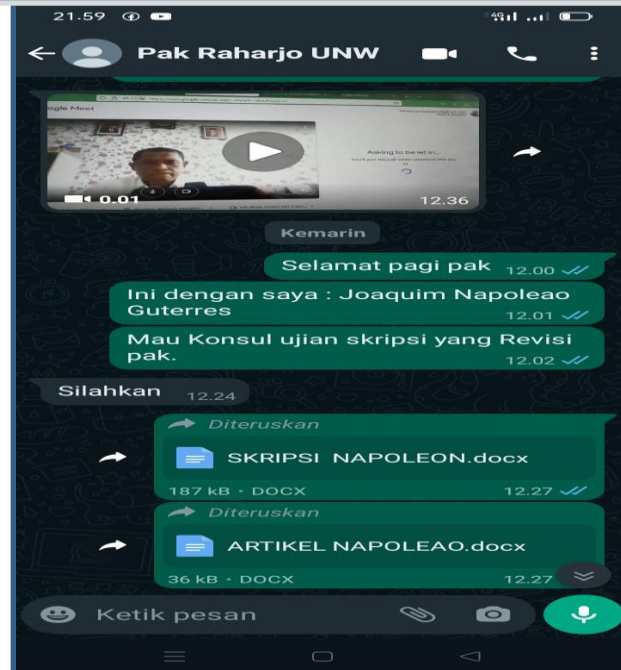 21.59
4G
Pak Raharjo UNW
ogle Meet
Asking to be let in...
0.01
12.36
Kemarin
Selamat pagi pak 12.00
Ini dengan saya : Joaquim Napoleao
Guterres
12.01
Mau Konsul ujian skripsi yang Revisi
pak.
12.02
Silahkan 12.24
Diteruskan
SKRIPSI NAPOLEON.docx
187 kB • DOCX 12.27
Diteruskan
ARTIKEL NAPOLEAO.docx
36 kB • DOCX 12.27
Ketik pesan